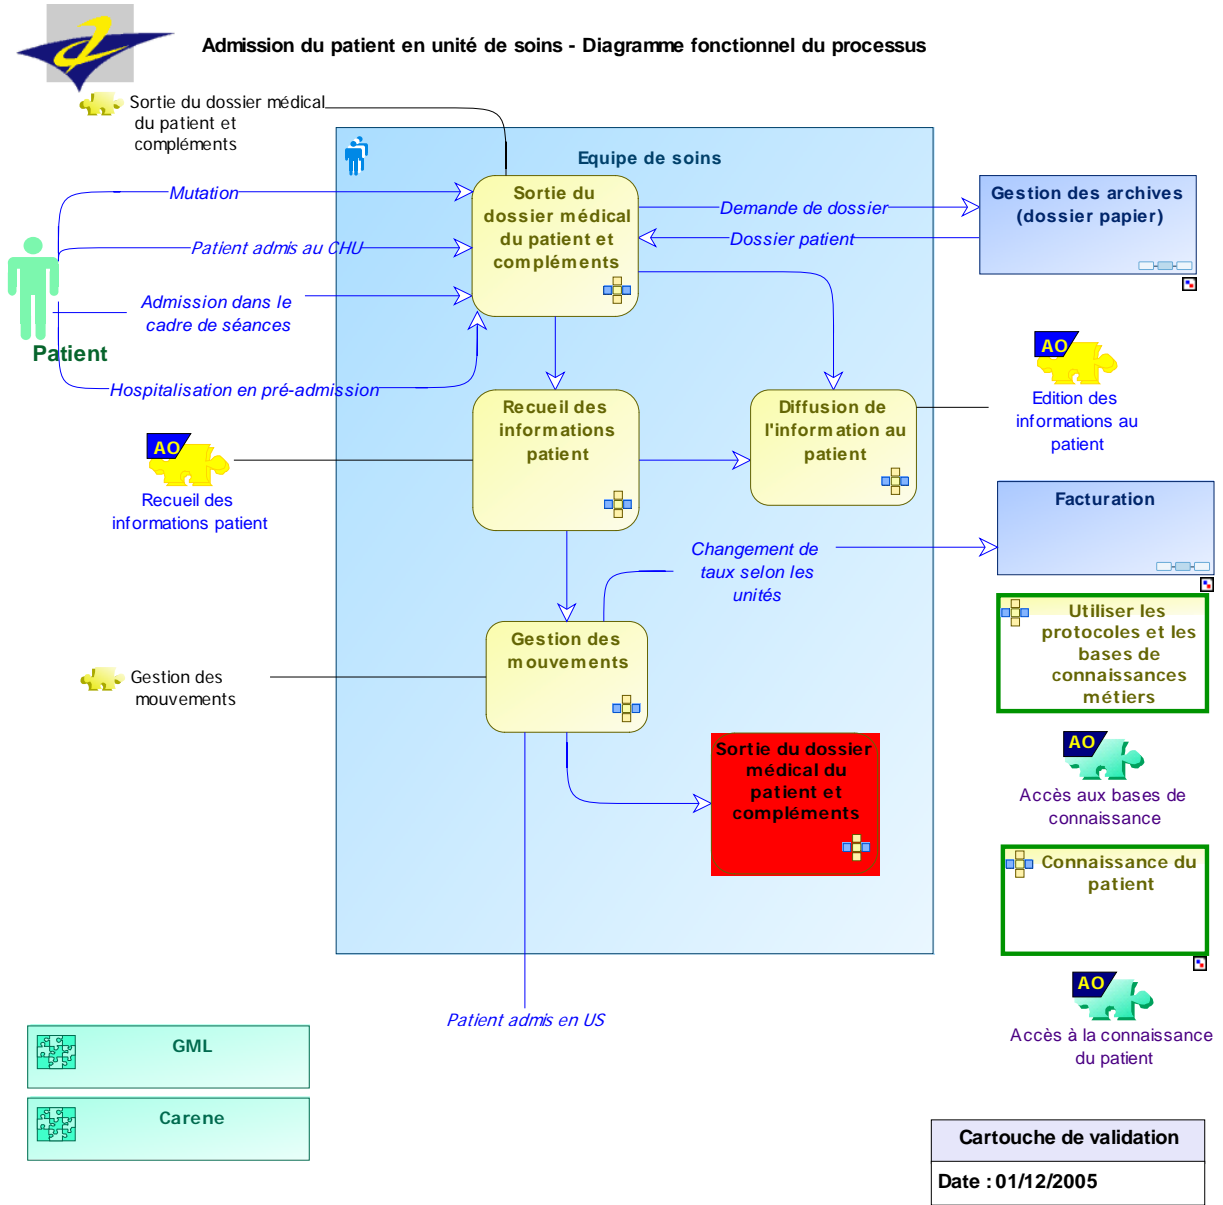 Admission du patient en unité de soins - Diagramme fonctionnel du processus
Sortie du dossier médical
du patient et
compléments
Equipe de soins
Mutation
Sortie du
dossier médical
du patient et
compléments
Demande de dossier
Dossier patient
Gestion des archives
(dossier papier)
Patient admis au CHU
Admission dans le
cadre de séances
Patient
Hospitalisation en pré-admission
AO
Recueil des
informations patient
Recueil des
informations
patient
Diffusion de
l'information au
patient
AO
Edition des
informations au
patient
Facturation
Changement de
taux selon les
unités
Utiliser les
protocoles et les
bases de
connaissances
métiers
Gestion des
mouvements
Gestion des
mouvements
Sortie du dossier
médical du
patient et
compléments
AO
Accès aux bases de
connaissance
Connaissance du
patient
AO
Accès à la connaissance
du patient
Patient admis en US
GML
Carene
Cartouche de validation
Date : 01/12/2005